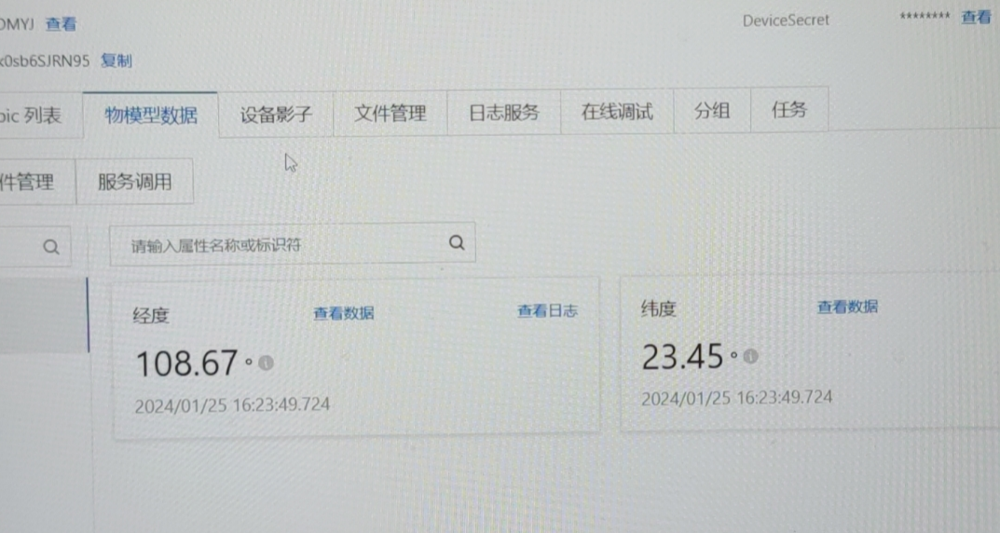 DMYJ 查看 DeviceSecret ******** 查看
k0sb6SJRN95 复制
pic 列表 物模型数据 设备影子 文件管理 日志服务 在线调试 分组 任务
件管理 服务调用
请输入属性名称或标识符
经度 查看数据 查看日志 纬度 查看数据
108.67 ° 23.45 °
2024/01/25 16:23:49.724 2024/01/25 16:23:49.724